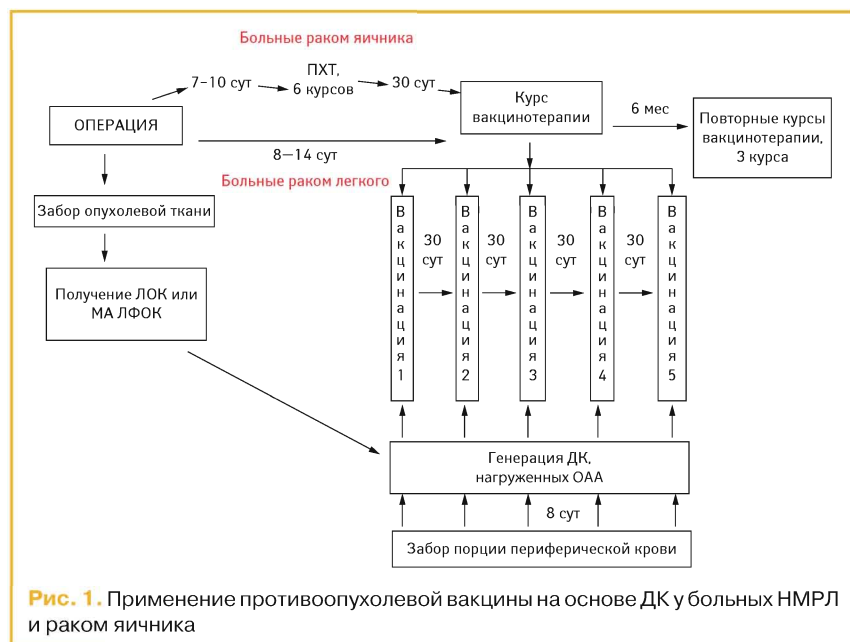 Больные раком яичника
7–10 сут
ПХТ,
6 курсов
30 сут
ОПЕРАЦИЯ
8–14 сут
Больные раком легкого
Курс
вакцинотерапии
6 мес
Повторные курсы
вакцинотерапии,
3 курса
Забор опухолевой ткани
Получение ЛОК или
МА ЛФОК
Вакцинация 1
30
сут
Вакцинация 2
30
сут
Вакцинация 3
30
сут
Вакцинация 4
30
сут
Вакцинация 5
Генерация ДК,
нагруженных ОАА
8 сут
Забор порции периферической крови
Рис. 1. Применение противоопухолевой вакцины на основе ДК у больных НМРЛ
и раком яичника